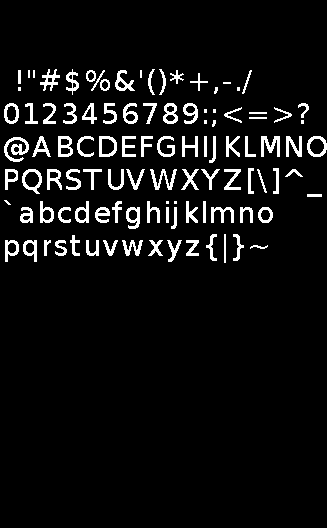 !"#$%&'()*+,-./
0123456789:;<=>?
@ABCDEFGHIJKLMNO
PQRSTUVWXYZ[\]^_
`abcdefghijklmno
pqrstuvwxyz{|}~